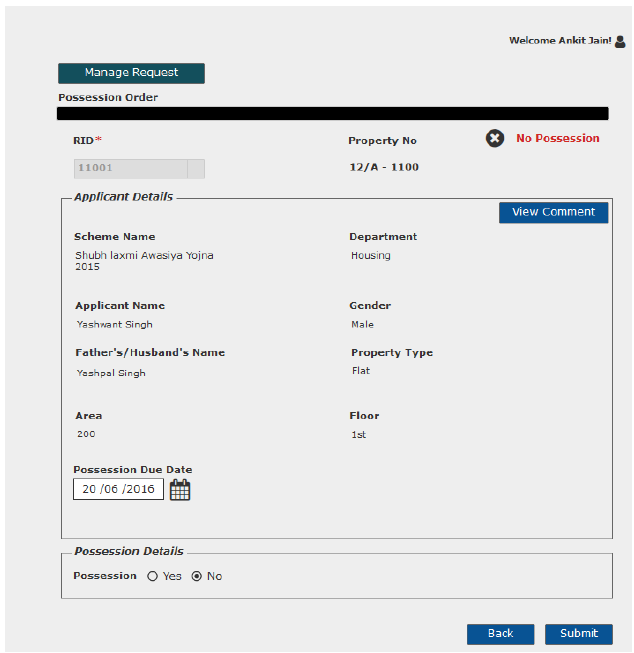 Welcome Ankit Jain!
Manage Request
Possession Order
RID*
Property No
No Possession
11001
12/A - 1100
Applicant Details
View Comment
Scheme Name
Department
Shubh laxmi Awasiya Yojna
2015
Housing
Applicant Name
Gender
Yashwant Singh
Male
Father's/Husband's Name
Property Type
Yashpal Singh
Flat
Area
Floor
200
1st
Possession Due Date
20 /06 /2016
Possession Details
Possession Yes No
Back Submit